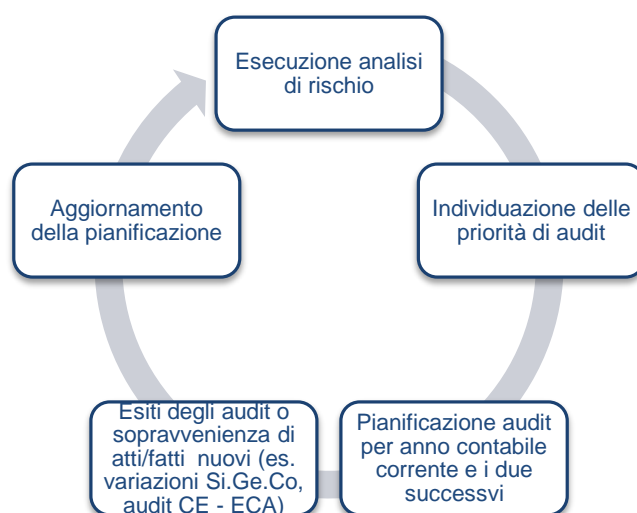 Esecuzione analisi
di rischio
Individuazione delle
priorità di audit
Pianificazione audit
per anno contabile
corrente e i due
successvi
Esiti degli audit o
sopravvenienza di
atti/fatti nuovi (es.
variazioni Si.Ge.Co,
audit CE - ECA)
Aggiornamento
della pianificazione